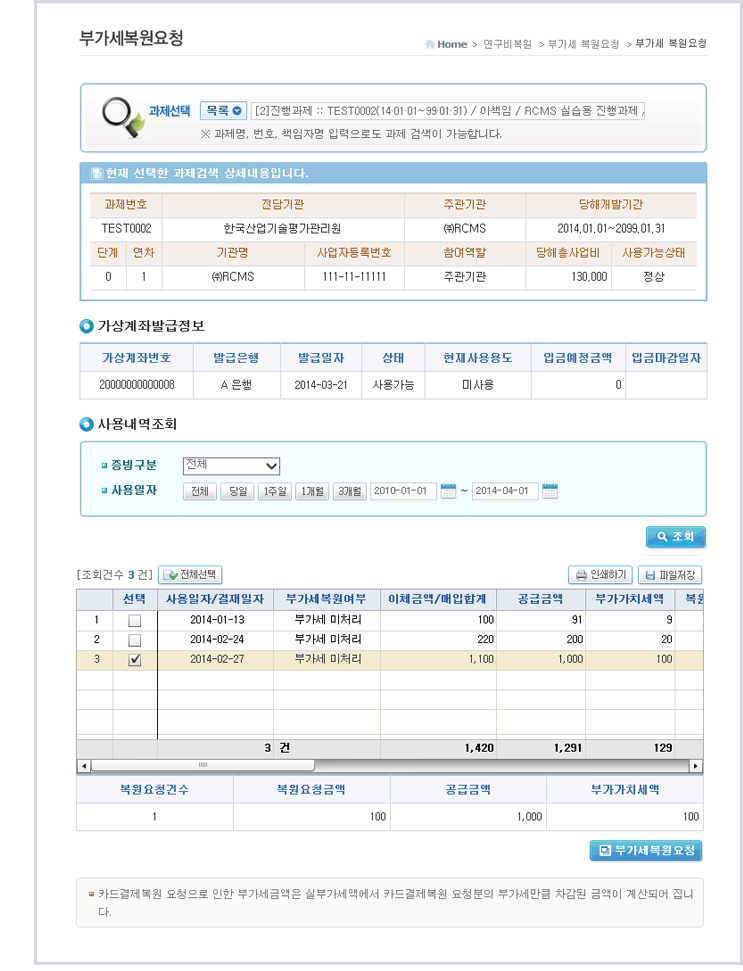 부가세복원요청
Home > 연구비복원 > 부가세 복원요청 > 부가세 복원요청
과제선택 목록 [2]진행과제 :: TEST0002(14·01·01~99·01·31) / 이책임 / RCMS 실습용 진행과제 /
※ 과제명, 번호, 책임자명 입력으로도 과제 검색이 가능합니다.
현재 선택한 과제검색 상세내용입니다.
과제번호 전담기관 주관기관 당해개발기간
TEST0002 한국산업기술평가관리원 ㈜RCMS 2014.01.01~2099.01.31
단계 연차 기관명 사업자등록번호 참여역할 당해총사업비 사용가능상태
0 1 ㈜RCMS 111-11-11111 주관기관 130,000 정상
가상계좌발급정보
가상계좌번호 발급은행 발급일자 상태 현재사용용도 입금예정금액 입금마감일자
20000000000008 A 은행 2014-03-21 사용가능 미사용 0
사용내역조회
증빙구분 전체
사용일자 전체 당일 1주일 1개월 3개월 2010-01-01 ~ 2014-04-01
조회
[조회건수 3 건] 전체선택 인쇄하기 파일저장
선택 사용일자/결재일자 부가세복원여부 이체금액/매입합계 공급금액 부가가치세액 복원
1 2014-01-13 부가세 미처리 100 91 9
2 2014-02-24 부가세 미처리 220 200 20
3 2014-02-27 부가세 미처리 1,100 1,000 100
3 건 1,420 1,291 129
복원요청건수 복원요청금액 공급금액 부가가치세액
1 100 1,000 100
부가세복원요청
카드결제복원 요청으로 인한 부가세금액은 실부가세액에서 카드결제복원 요청분의 부가세만큼 차감된 금액이 계산되어 집니
다.